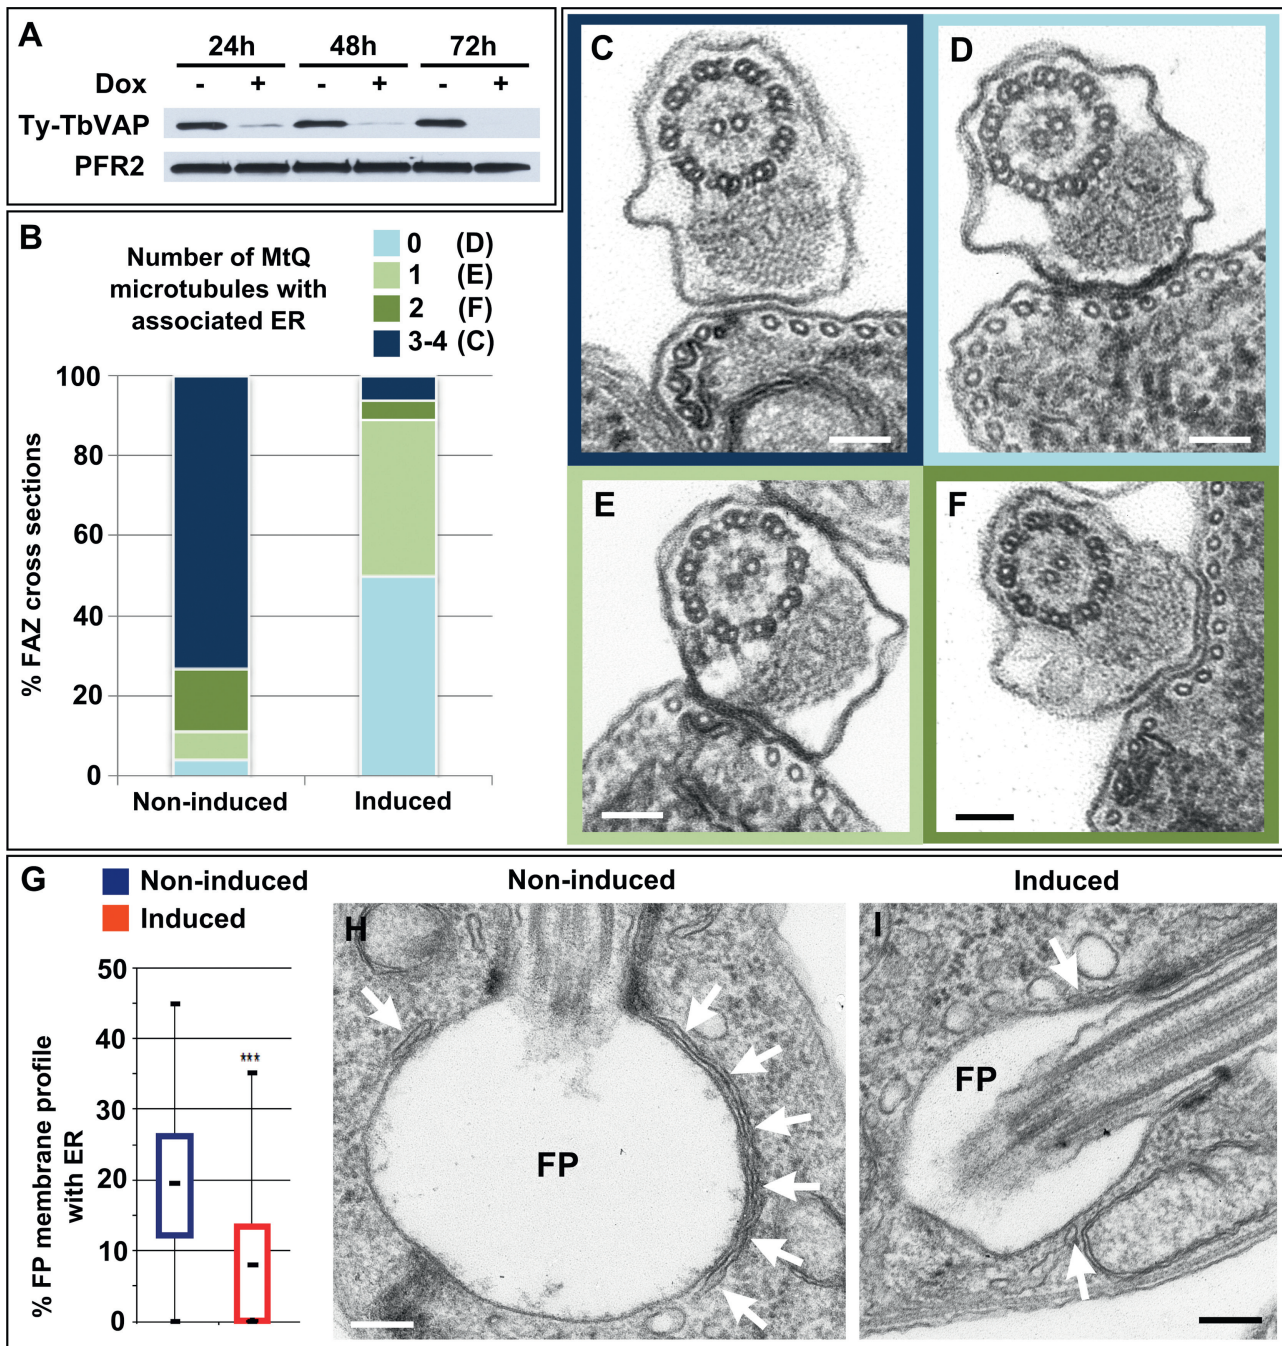 A
24h 48h 72h
Dox - + - + - +
Ty-TbVAP
PFR2
B
Number of MtQ
microtubules with
associated ER
0 (D)
1 (E)
2 (F)
3-4 (C)
% FAZ cross sections
100
80
60
40
20
0
Non-induced Induced
C
D
E
F
G
Non-induced
Induced
% FP membrane profile
with ER
50
40
30
20
10
0
***
Non-induced
H
FP
Induced
I
FP